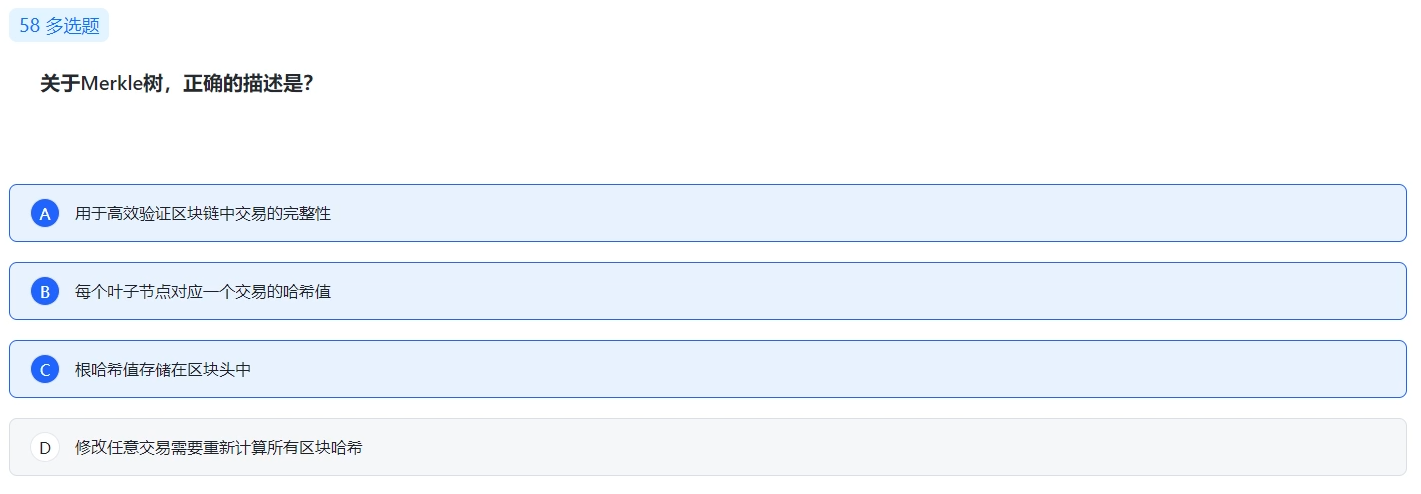 58 多选题
关于Merkle树，正确的描述是？
A 用于高效验证区块链中交易的完整性
B 每个叶子节点对应一个交易的哈希值
C 根哈希值存储在区块头中
D 修改任意交易需要重新计算所有区块哈希